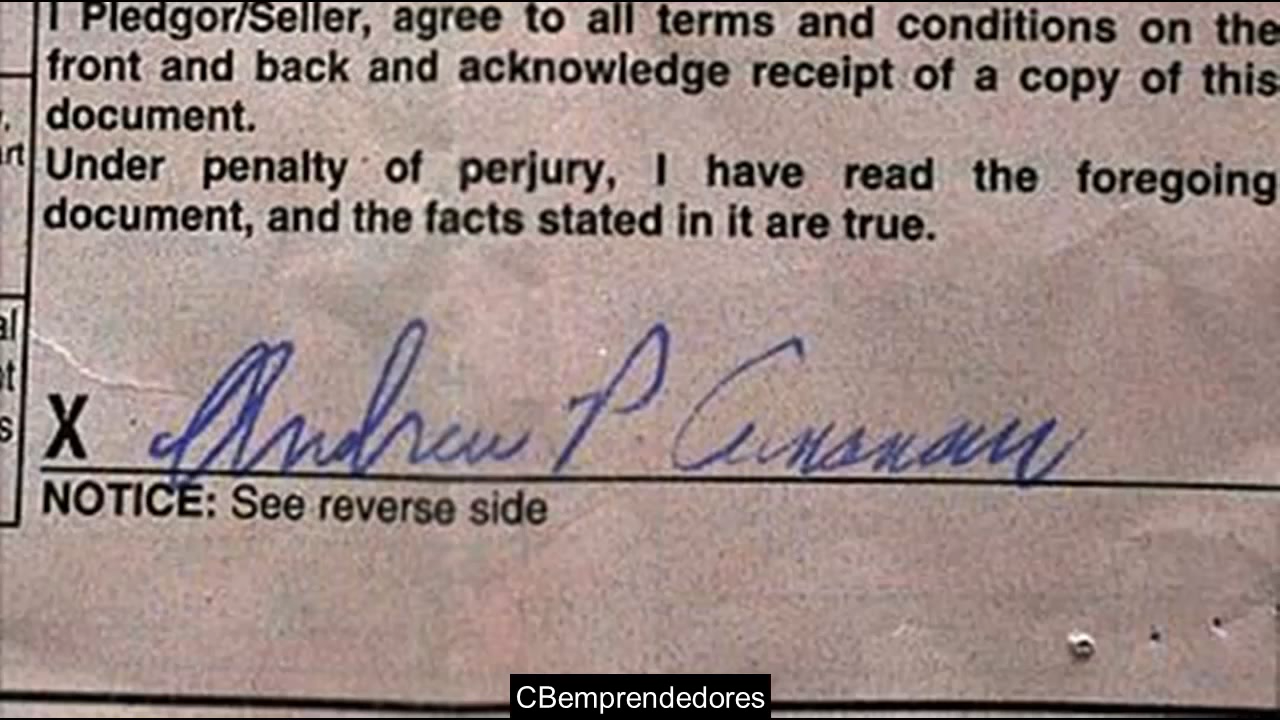 I Pledgor/Seller, agree to all terms and conditions on the
front and back and acknowledge receipt of a copy of this
document.
Under penalty of perjury, I have read the foregoing
document, and the facts stated in it are true.
X Andrew P Cunanan
NOTICE: See reverse side
CBemprendedores